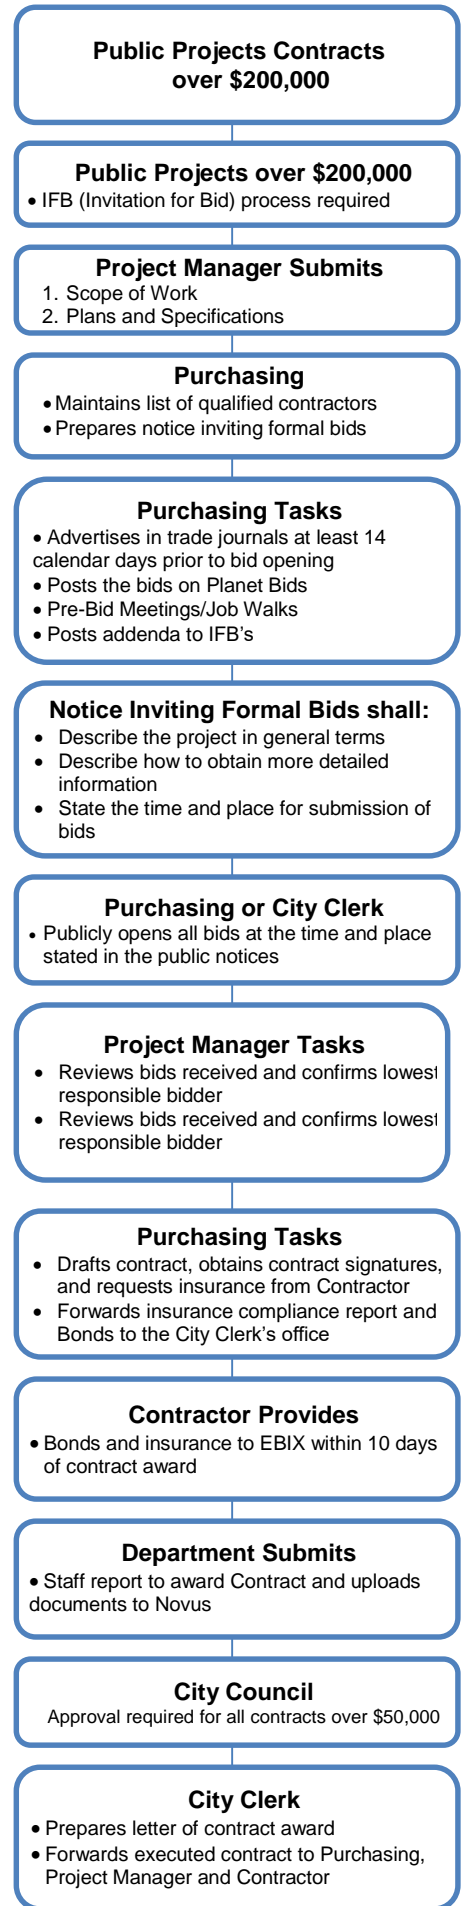 Public Projects Contracts
over $200,000
Public Projects over $200,000
• IFB (Invitation for Bid) process required
Project Manager Submits
1. Scope of Work
2. Plans and Specifications
Purchasing
• Maintains list of qualified contractors
• Prepares notice inviting formal bids
Purchasing Tasks
• Advertises in trade journals at least 14
calendar days prior to bid opening
• Posts the bids on Planet Bids
• Pre-Bid Meetings/Job Walks
• Posts addenda to IFB's
Notice Inviting Formal Bids shall:
• Describe the project in general terms
• Describe how to obtain more detailed
information
• State the time and place for submission of
bids
Purchasing or City Clerk
• Publicly opens all bids at the time and place
stated in the public notices
Project Manager Tasks
• Reviews bids received and confirms lowest
responsible bidder
• Reviews bids received and confirms lowest
responsible bidder
Purchasing Tasks
• Drafts contract, obtains contract signatures,
and requests insurance from Contractor
• Forwards insurance compliance report and
Bonds to the City Clerk's office
Contractor Provides
• Bonds and insurance to EBIX within 10 days
of contract award
Department Submits
• Staff report to award Contract and uploads
documents to Novus
City Council
Approval required for all contracts over $50,000
City Clerk
• Prepares letter of contract award
• Forwards executed contract to Purchasing,
Project Manager and Contractor